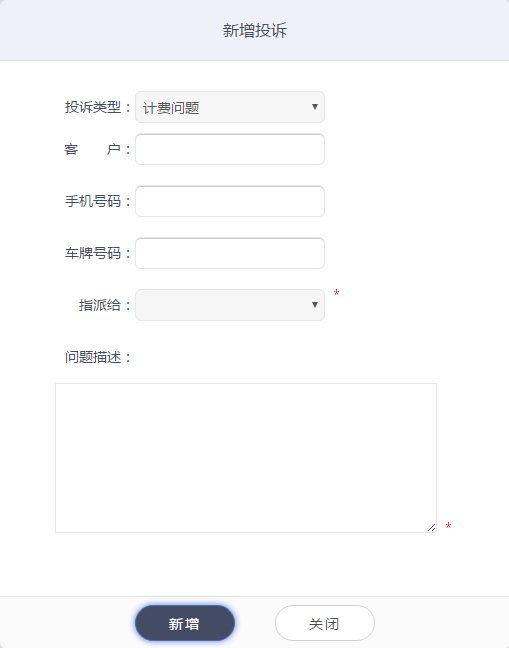 新增投诉
投诉类型： 计费问题
客　　户：
手机号码：
车牌号码：
指派给： *
问题描述：
*
新增 关闭